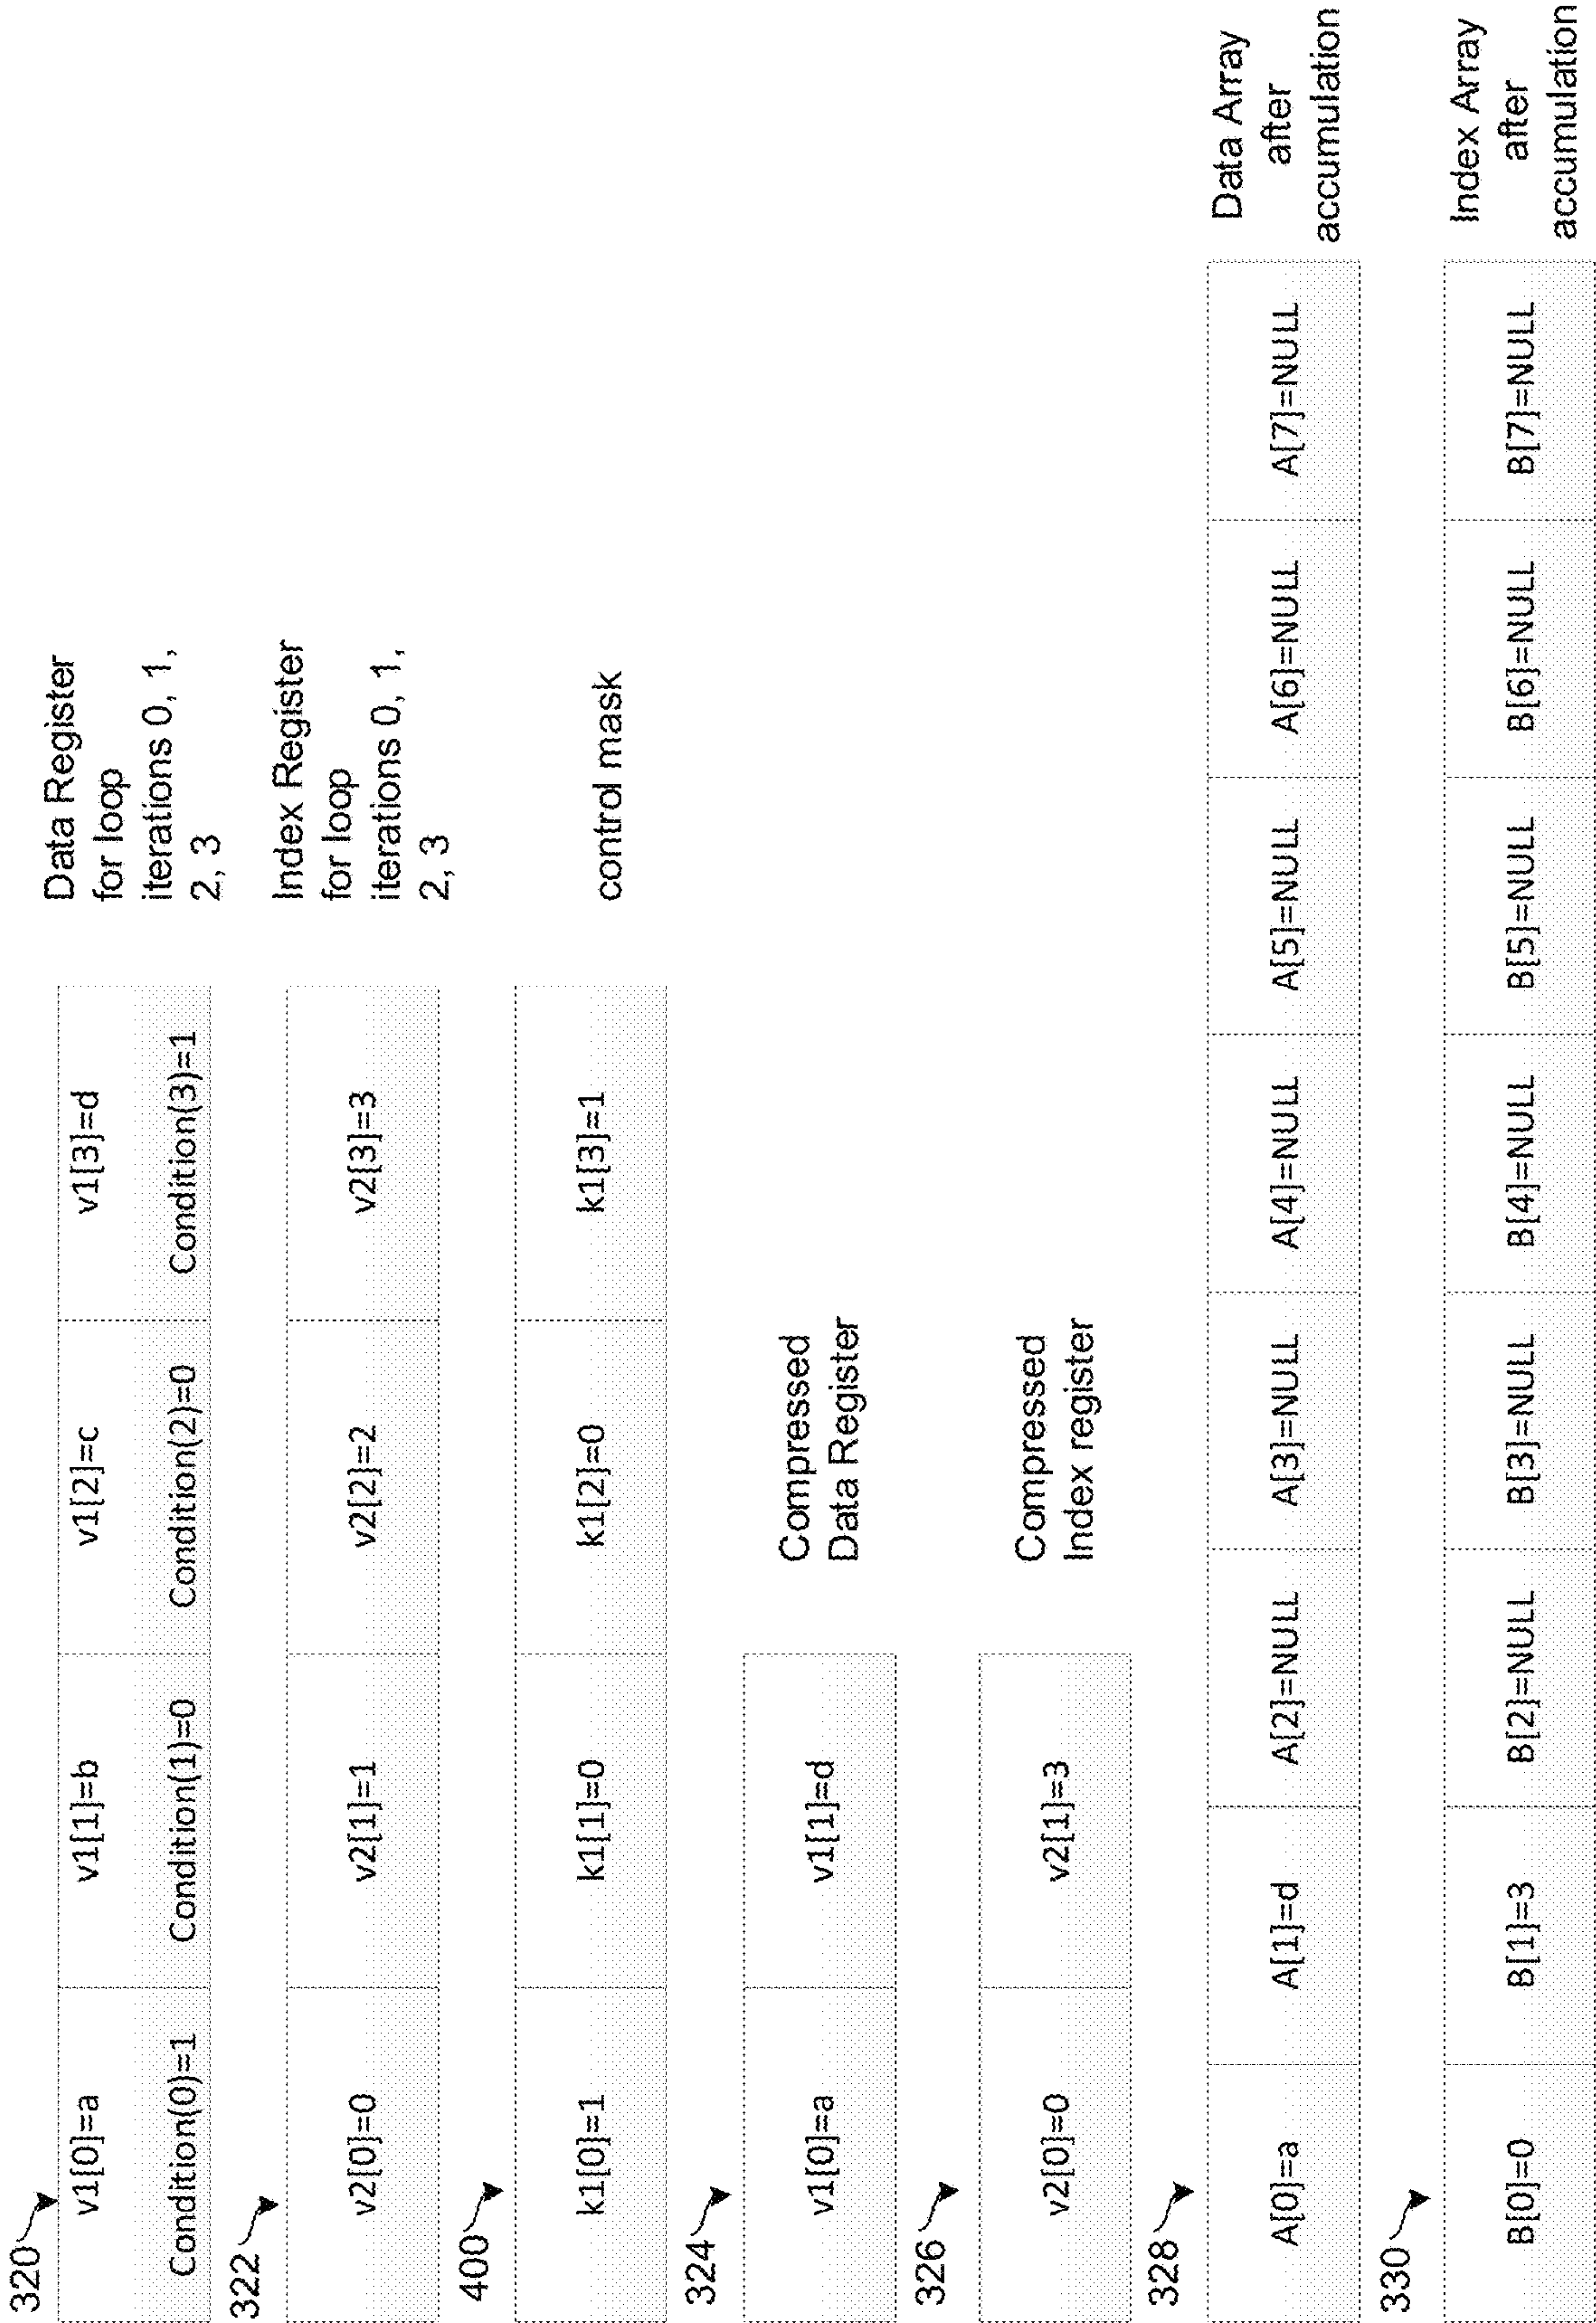 320
v1[0]=a v1[1]=b v1[2]=c v1[3]=d
Condition(0)=1 Condition(1)=0 Condition(2)=0 Condition(3)=1
Data Register
for loop
iterations 0, 1,
2, 3
322
v2[0]=0 v2[1]=1 v2[2]=2 v2[3]=3
Index Register
for loop
iterations 0, 1,
2, 3
400
k1[0]=1 k1[1]=0 k1[2]=0 k1[3]=1
control mask
324
v1[0]=a v1[1]=d
Compressed
Data Register
326
v2[0]=0 v2[1]=3
Compressed
Index register
328
A[0]=a A[1]=d A[2]=NULL A[3]=NULL A[4]=NULL A[5]=NULL A[6]=NULL A[7]=NULL
Data Array
after
accumulation
330
B[0]=0 B[1]=3 B[2]=NULL B[3]=NULL B[4]=NULL B[5]=NULL B[6]=NULL B[7]=NULL
Index Array
after
accumulation